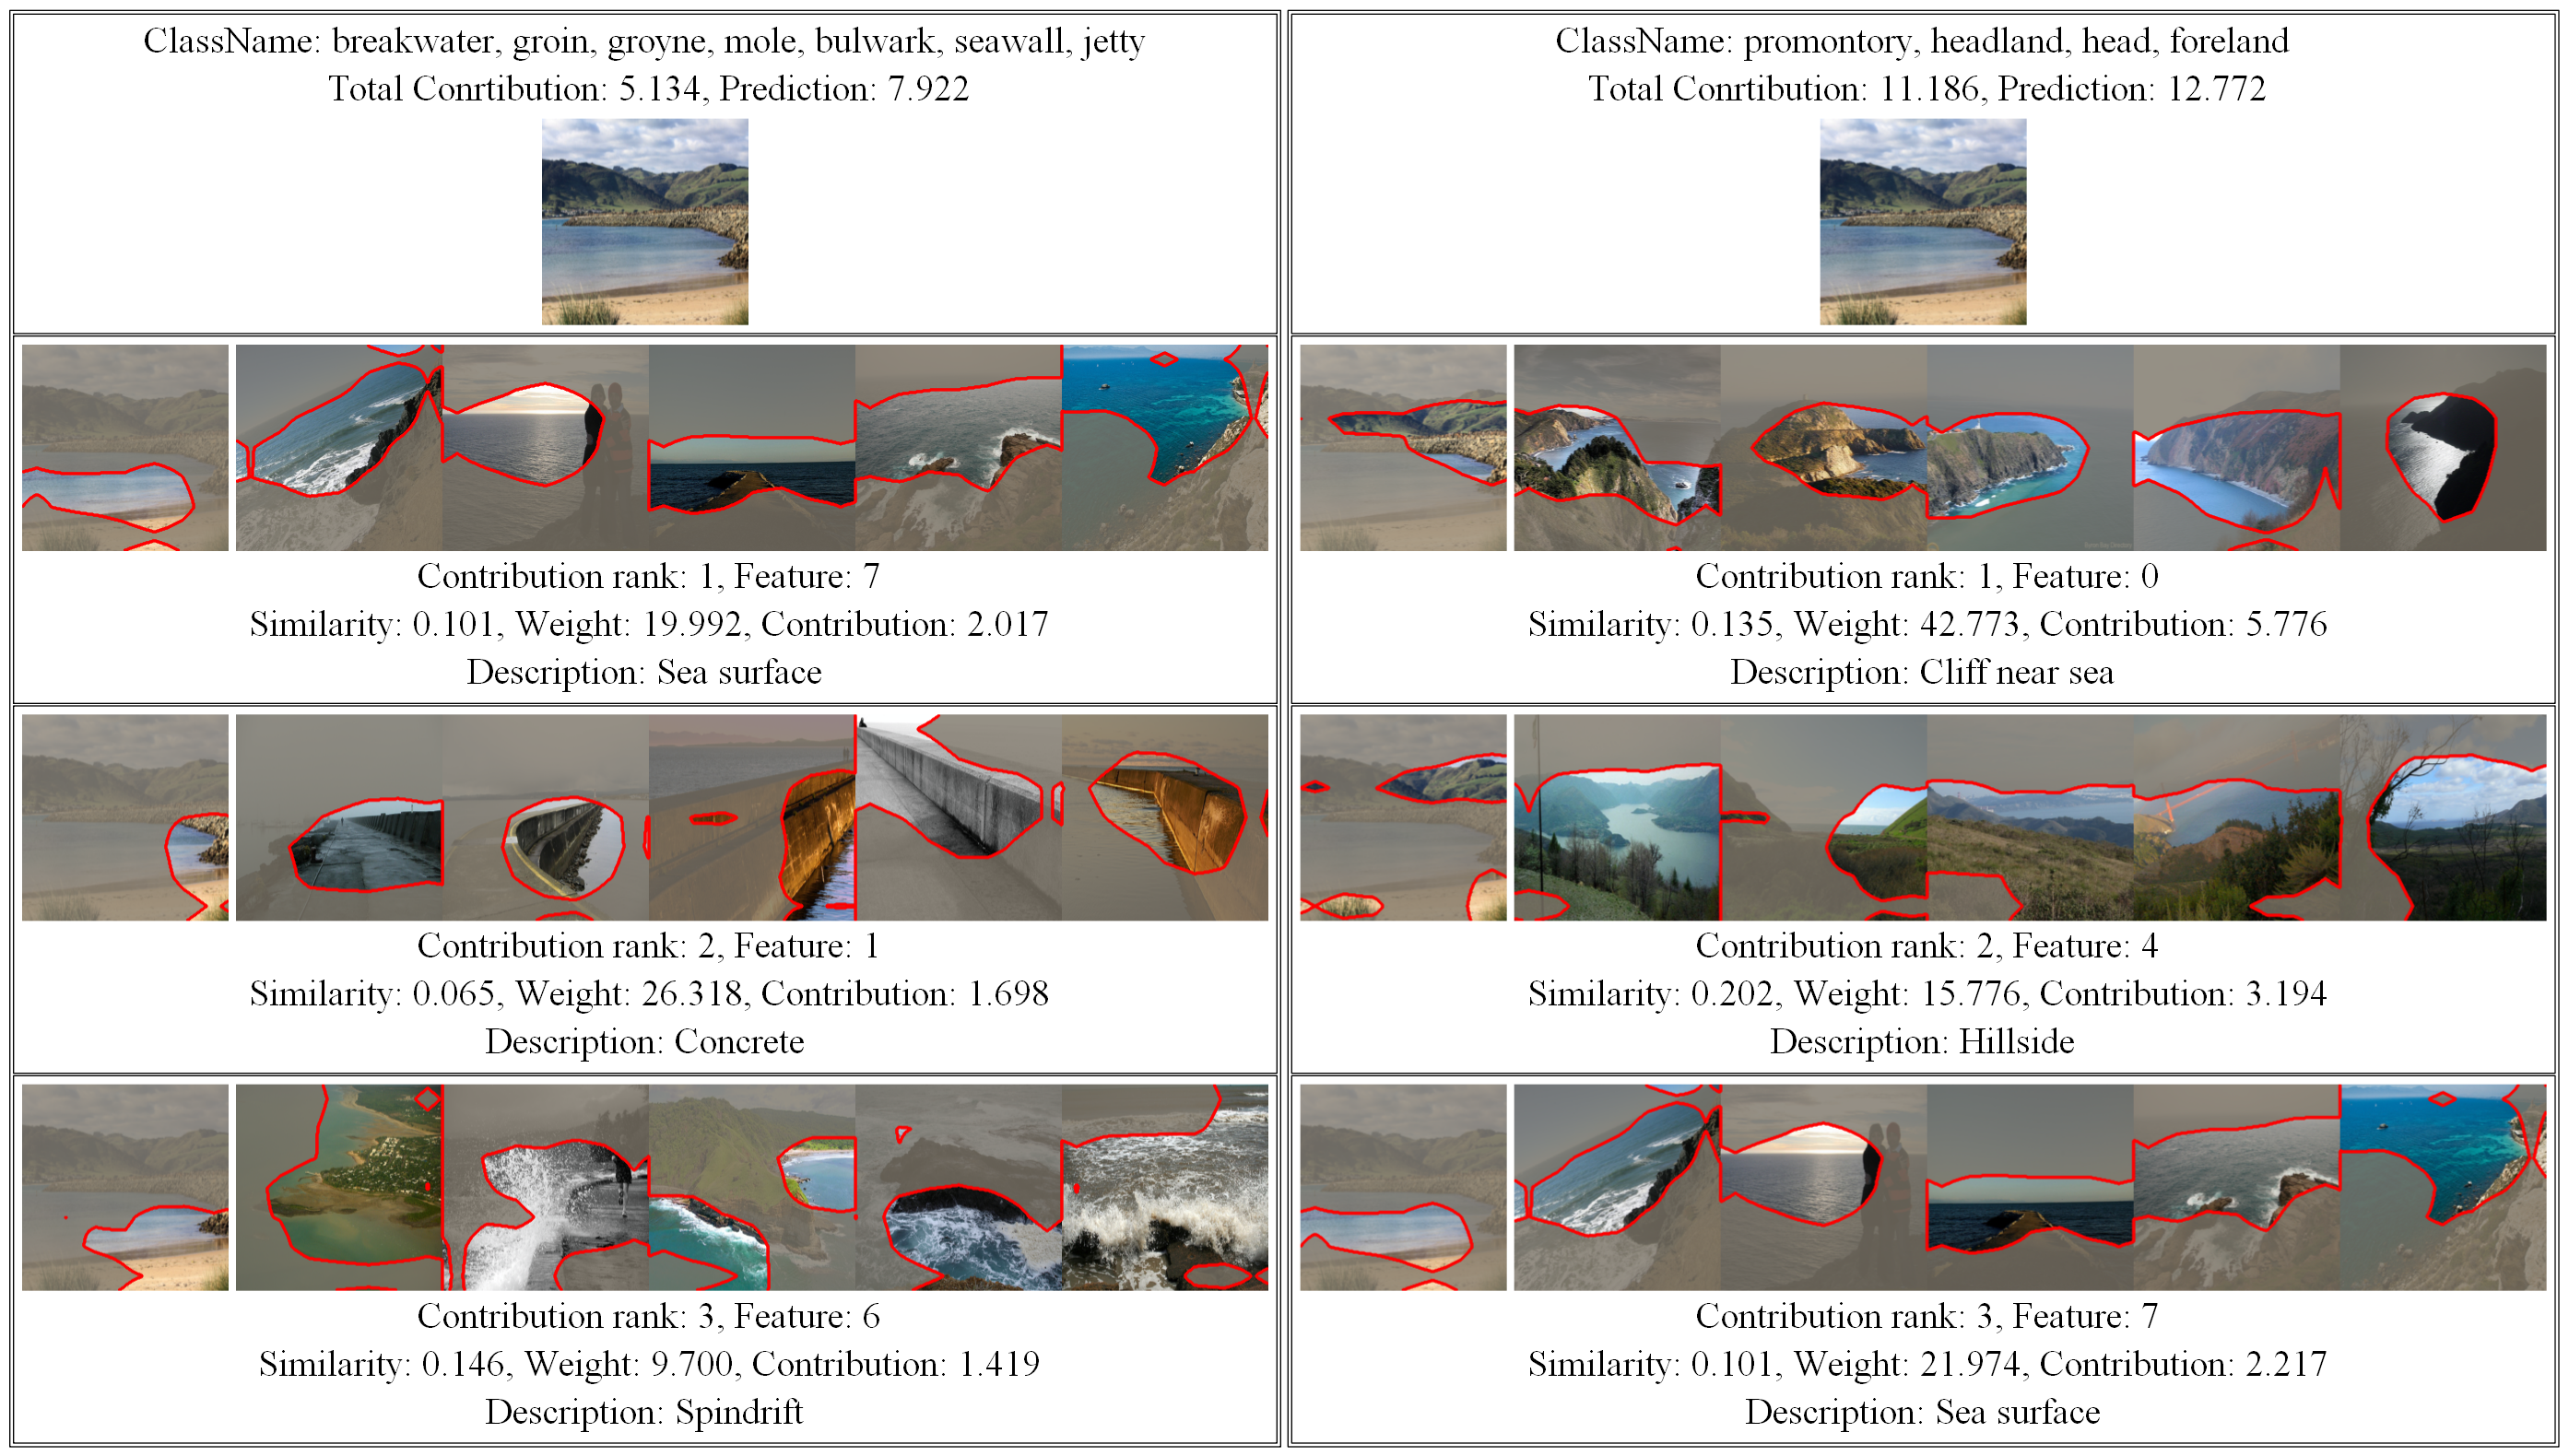 ClassName: breakwater, groin, groyne, mole, bulwark, seawall, jetty
Total Conrtibution: 5.134, Prediction: 7.922
Contribution rank: 1, Feature: 7
Similarity: 0.101, Weight: 19.992, Contribution: 2.017
Description: Sea surface
Contribution rank: 2, Feature: 1
Similarity: 0.065, Weight: 26.318, Contribution: 1.698
Description: Concrete
Contribution rank: 3, Feature: 6
Similarity: 0.146, Weight: 9.700, Contribution: 1.419
Description: Spindrift
ClassName: promontory, headland, head, foreland
Total Conrtibution: 11.186, Prediction: 12.772
Contribution rank: 1, Feature: 0
Similarity: 0.135, Weight: 42.773, Contribution: 5.776
Description: Cliff near sea
Contribution rank: 2, Feature: 4
Similarity: 0.202, Weight: 15.776, Contribution: 3.194
Description: Hillside
Contribution rank: 3, Feature: 7
Similarity: 0.101, Weight: 21.974, Contribution: 2.217
Description: Sea surface